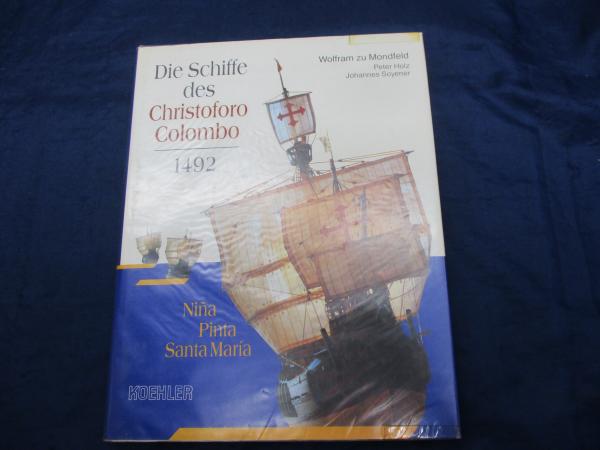 Die Schiffe
des
Christoforo
Colombo
1492
Wolfram zu Mondfeld
Peter Holz
Johannes Soyener
Niña
Pinta
Santa María
KOEHLER